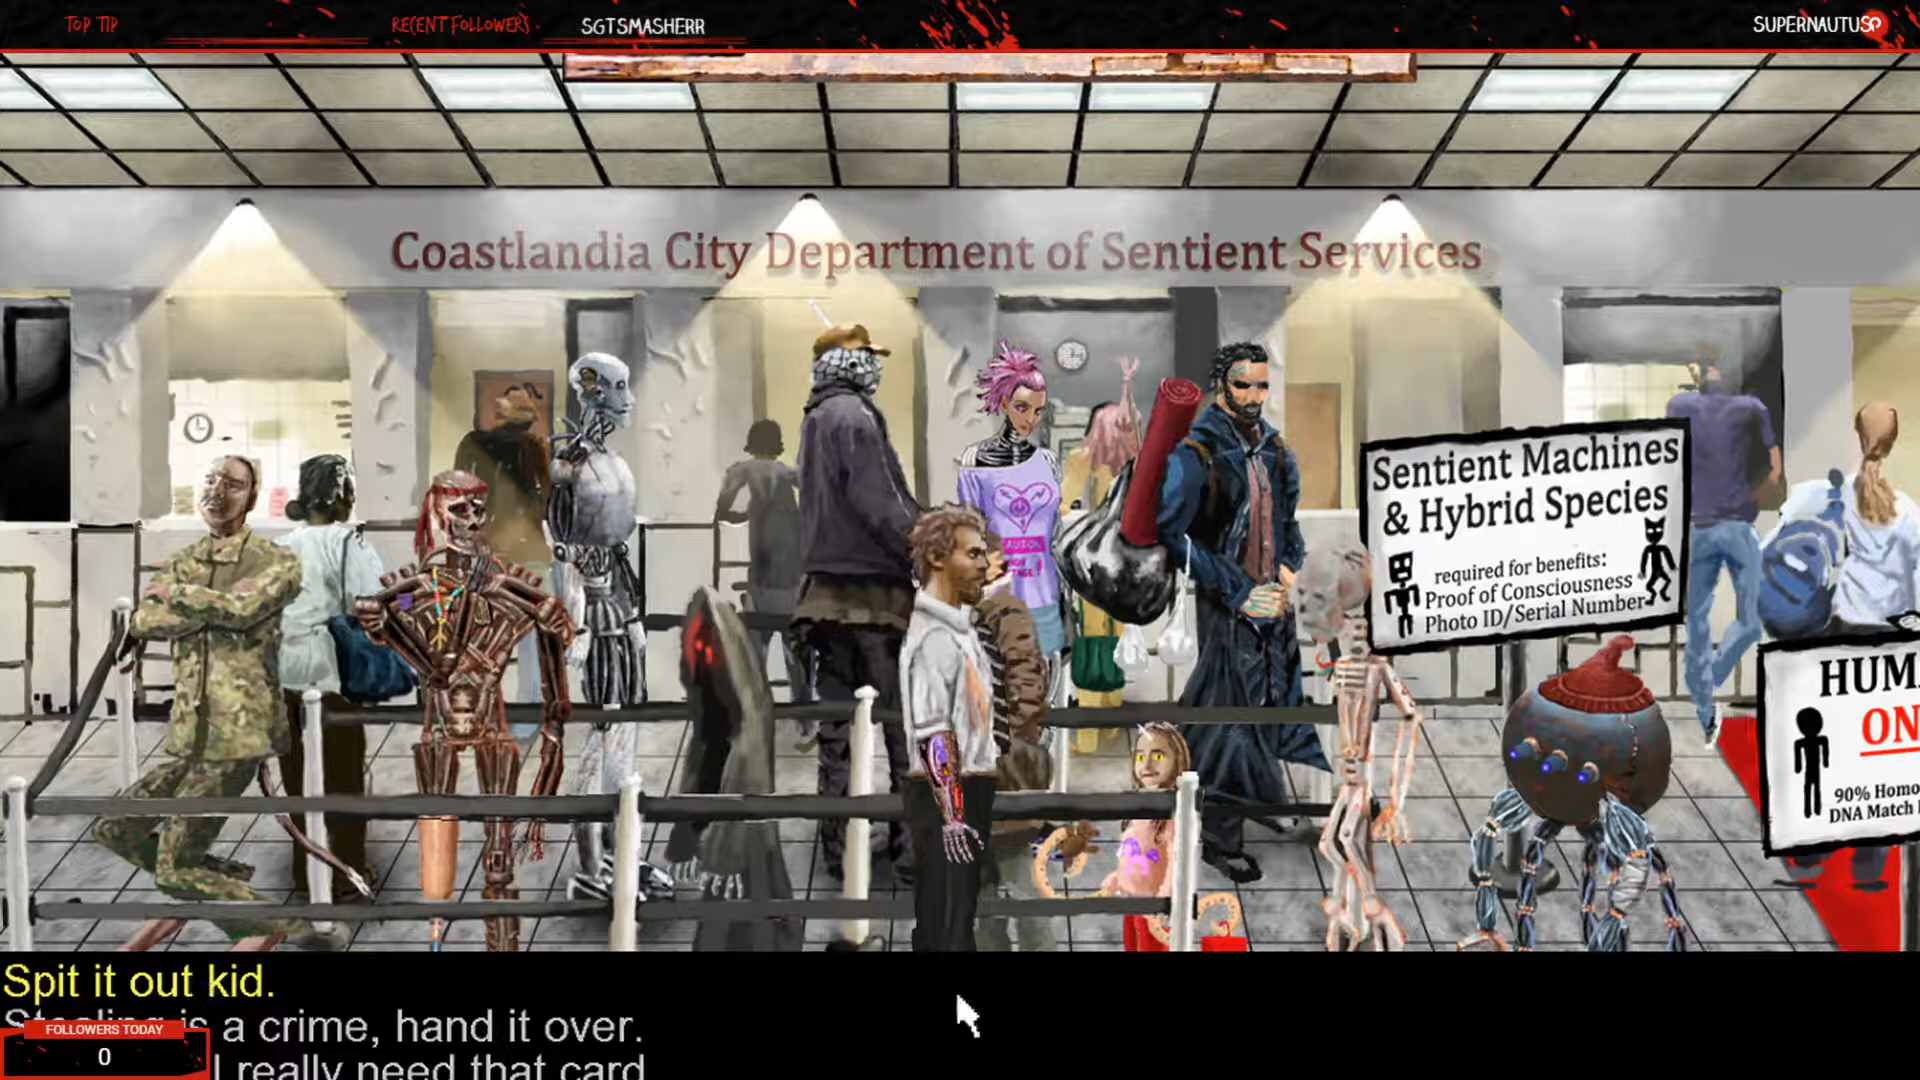 TOP TIP
RECENT FOLLOWERS
SGTSMASHERR
SUPERNAUTUS
Coastlandia City Department of Sentient Services
Sentient Machines
& Hybrid Species
required for benefits:
Proof of Consciousness
Photo ID/Serial Number
HUM
ON
90% Homo
DNA Match
Spit it out kid.
is a crime, hand it over.
I really need that card
FOLLOWERS TODAY
0